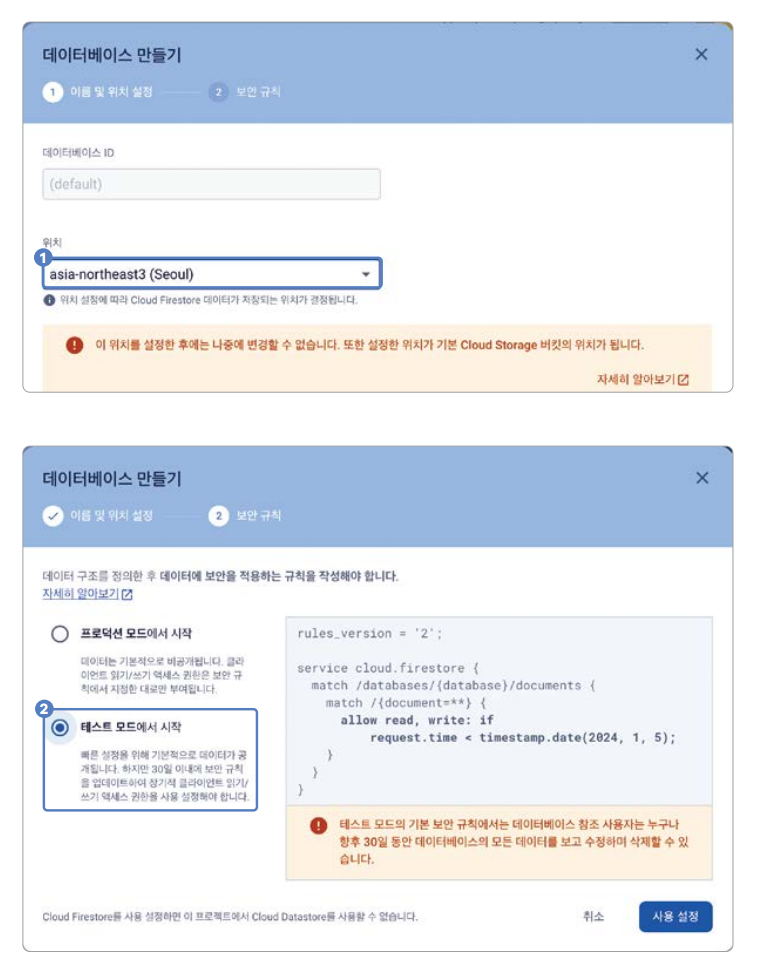 데이터베이스 만들기
1 이름 및 위치 설정 2 보안 규칙
데이터베이스 ID
(default)
위치
1
asia-northeast3 (Seoul)
위치 설정에 따라 Cloud Firestore 데이터가 저장되는 위치가 결정됩니다.
이 위치를 설정한 후에는 나중에 변경할 수 없습니다. 또한 설정한 위치가 기본 Cloud Storage 버킷의 위치가 됩니다.
자세히 알아보기
데이터베이스 만들기
이름 및 위치 설정 2 보안 규칙
데이터 구조를 정의한 후 데이터에 보안을 적용하는 규칙을 작성해야 합니다.
자세히 알아보기
프로덕션 모드에서 시작
데이터는 기본적으로 비공개됩니다. 클라
이언트 읽기/쓰기 액세스 권한은 보안 규
칙에서 지정한 대로만 부여됩니다.
2
테스트 모드에서 시작
빠른 설정을 위해 기본적으로 데이터가 공
개됩니다. 하지만 30일 이내에 보안 규칙
을 업데이트하여 장기적 클라이언트 읽기/
쓰기 액세스 권한을 사용 설정해야 합니다.
rules_version = '2';
service cloud.firestore {
match /databases/{database}/documents {
match /{document=**} {
allow read, write: if
request.time < timestamp.date(2024, 1, 5);
}
}
}
테스트 모드의 기본 보안 규칙에서는 데이터베이스 참조 사용자는 누구나
향후 30일 동안 데이터베이스의 모든 데이터를 보고 수정하며 삭제할 수 있
습니다.
Cloud Firestore를 사용 설정하면 이 프로젝트에서 Cloud Datastore를 사용할 수 없습니다.
취소
사용 설정